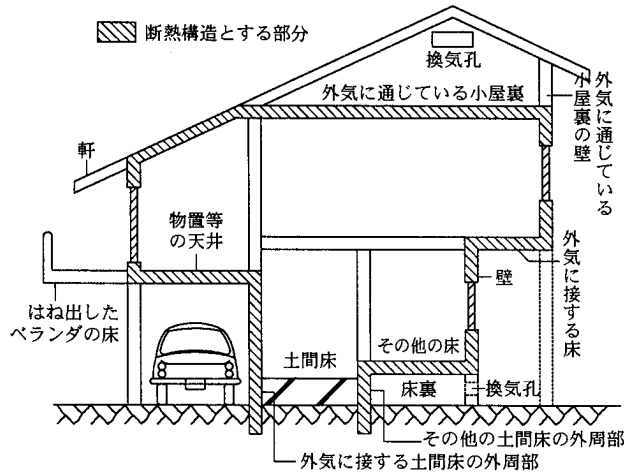 断熱構造とする部分
換気孔
外気に通じている小屋裏
外気に通じている
小屋裏の壁
軒
物置等
の天井
外気に接する床
壁
はね出した
ベランダの床
土間床
その他の床
床裏
換気孔
その他の土間床の外周部
外気に接する土間床の外周部